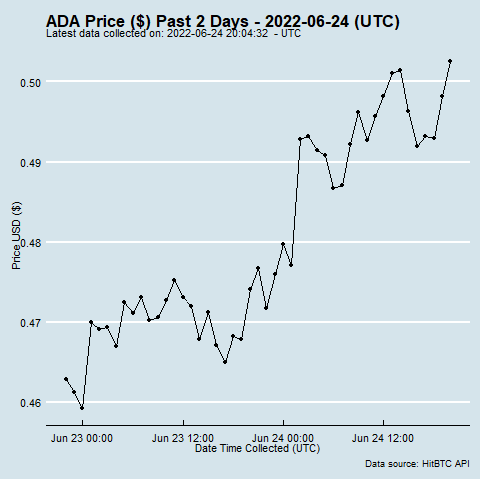 ADA Price ($) Past 2 Days - 2022-06-24 (UTC)
Latest data collected on: 2022-06-24 20:04:32 - UTC
0.50
0.49
0.48
0.47
0.46
Price USD ($)
Jun 23 00:00 Jun 23 12:00 Jun 24 00:00 Jun 24 12:00
Date Time Collected (UTC)
Data source: HitBTC API